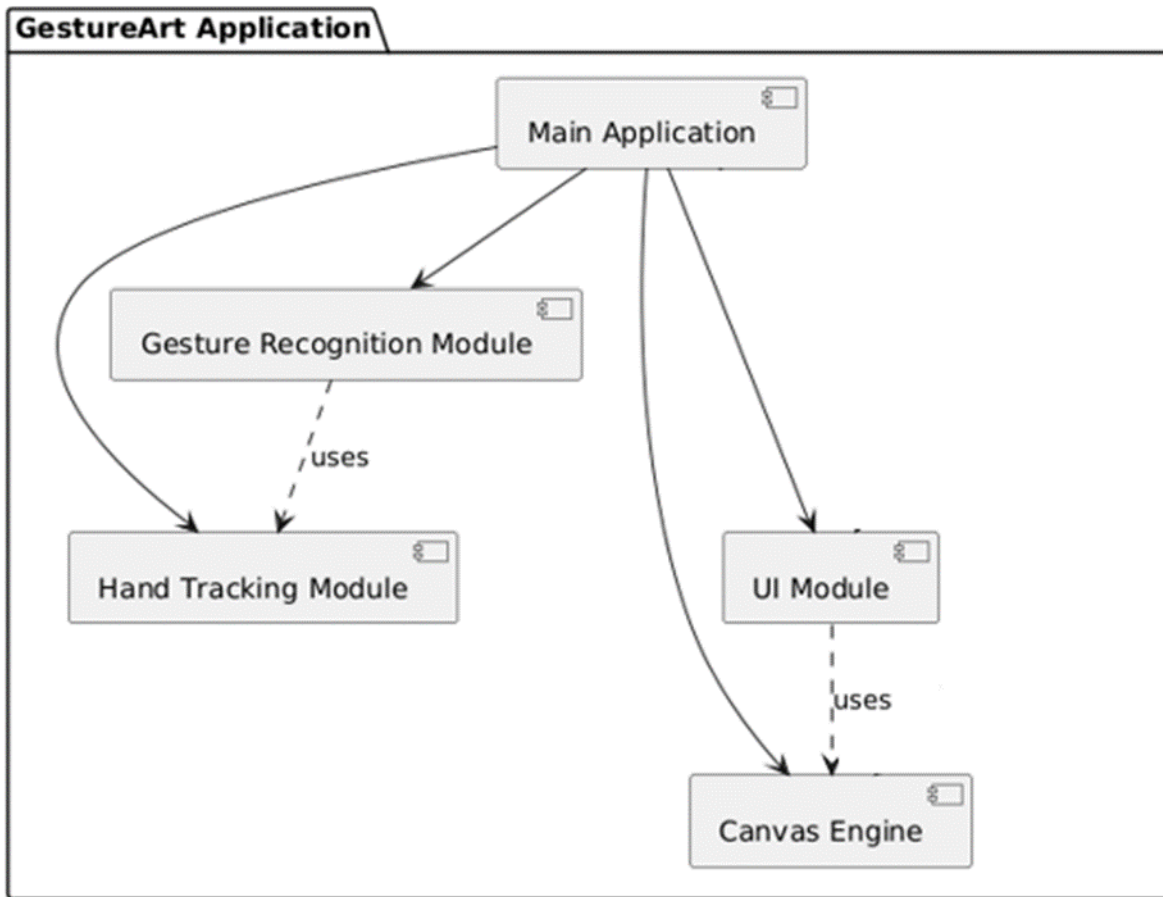 GestureArt Application
Main Application
Gesture Recognition Module
uses
Hand Tracking Module
UI Module
uses
Canvas Engine